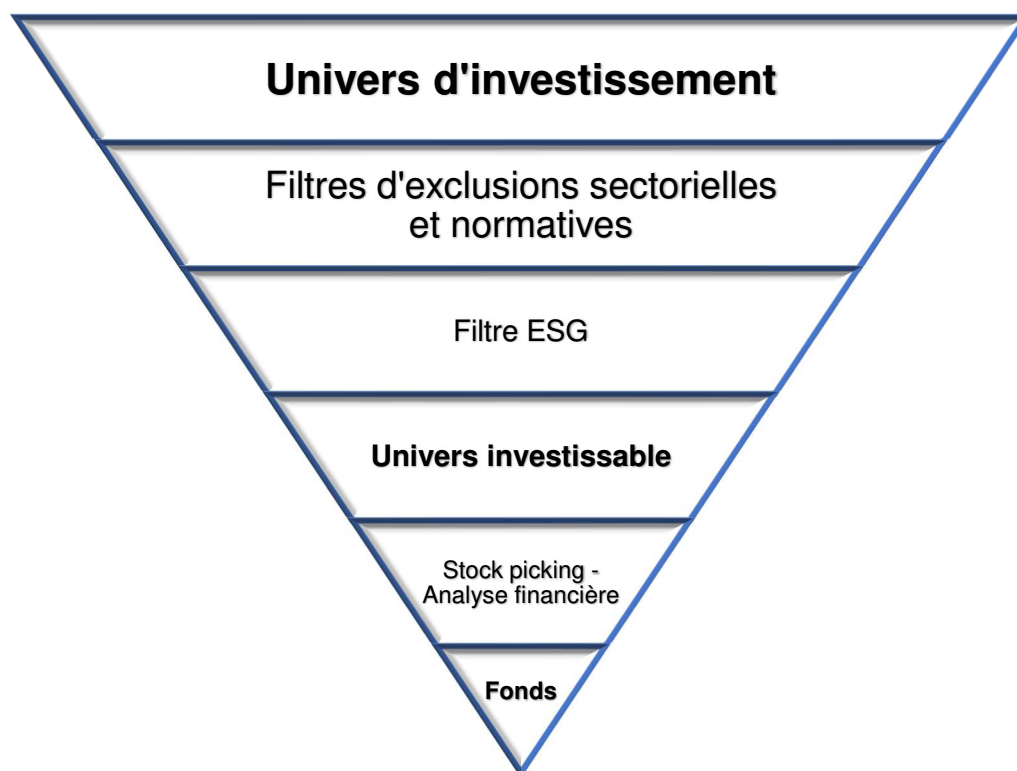 Univers d'investissement
Filtres d'exclusions sectorielles
et normatives
Filtre ESG
Univers investissable
Stock picking -
Analyse financière
Fonds